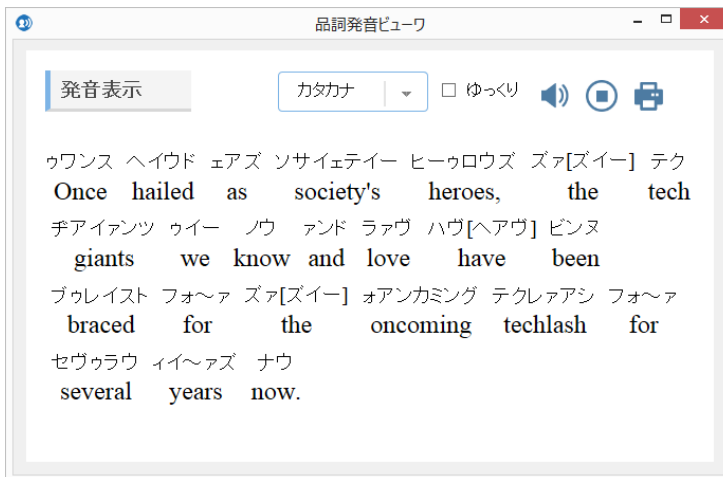 品詞発音ビューワ
発音表示 カタカナ ゆっくり
ゥワンス ヘイウド ェアズ ソサイェテイー ヒーゥロウズ ズァ[ズイー] テク
Once hailed as society's heroes, the tech
ヂアイァンツ ゥイー ノウ ァンド ラァヴ ハヴ[ヘアヴ] ビンヌ
giants we know and love have been
ブゥレイスト フォ～ァ ズァ[ズイー] ォアンカミング テクレァアシ フォ～ァ
braced for the oncoming techlash for
セヴゥラウ ィイ～ァズ ナウ
several years now.